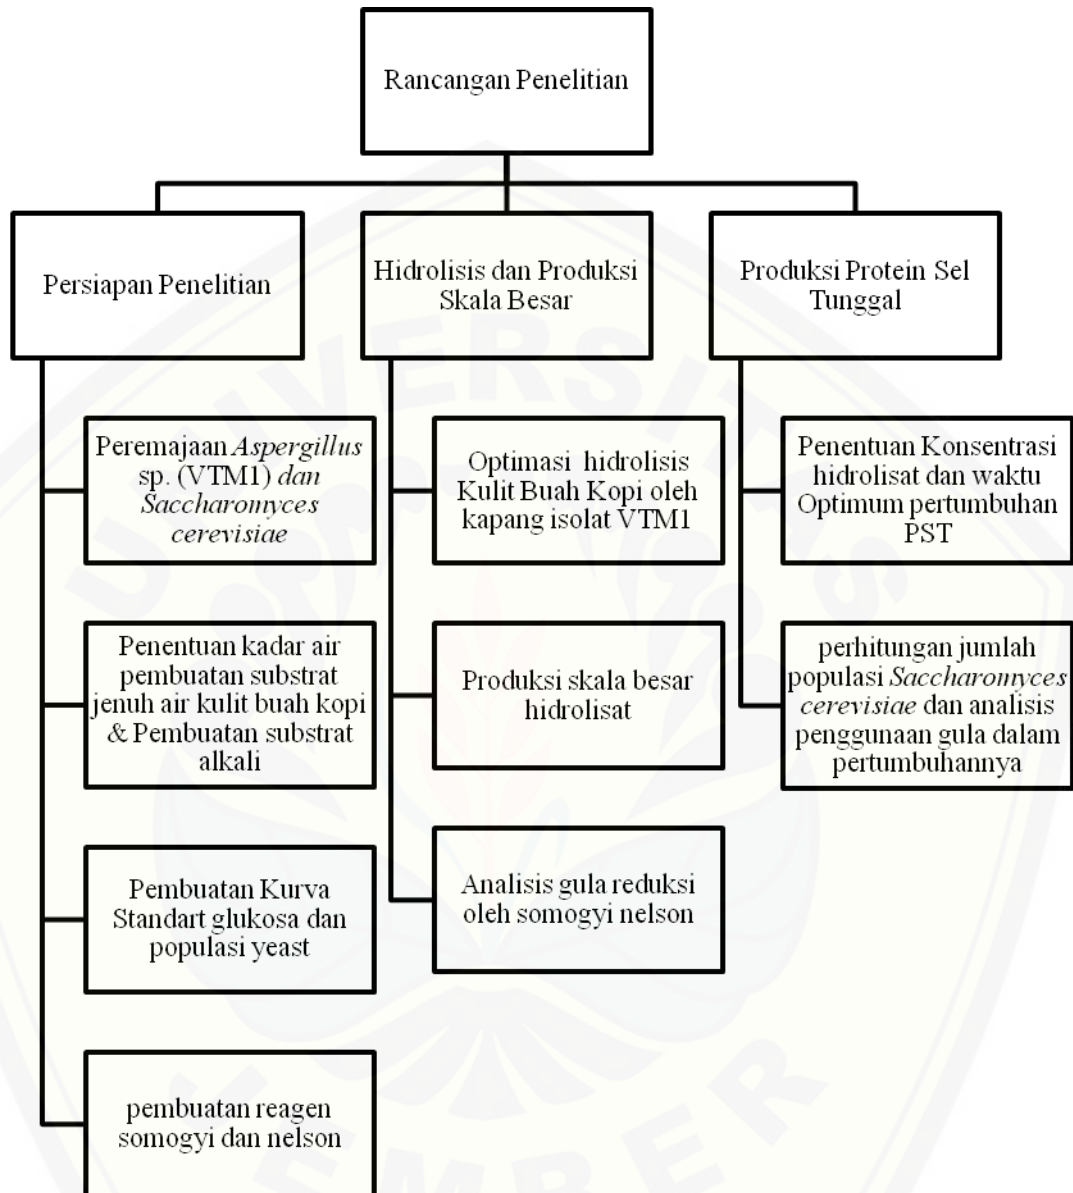 Rancangan Penelitian
Persiapan Penelitian
Peremajaan Aspergillus
sp. (VTM1) dan
Saccharomyces
cerevisiae
Penentuan kadar air
pembuatan substrat
jenuh air kulit buah kopi
& Pembuatan substrat
alkali
Pembuatan Kurva
Standart glukosa dan
populasi yeast
pembuatan reagen
somogyi dan nelson
Hidrolisis dan Produksi
Skala Besar
Optimasi hidrolisis
Kulit Buah Kopi oleh
kapang isolat VTM1
Produksi skala besar
hidrolisat
Analisis gula reduksi
oleh somogyi nelson
Produksi Protein Sel
Tunggal
Penentuan Konsentrasi
hidrolisat dan waktu
Optimum pertumbuhan
PST
perhitungan jumlah
populasi Saccharomyces
cerevisiae dan analisis
penggunaan gula dalam
pertumbuhannya
UNIVERSITAS
JEMBER